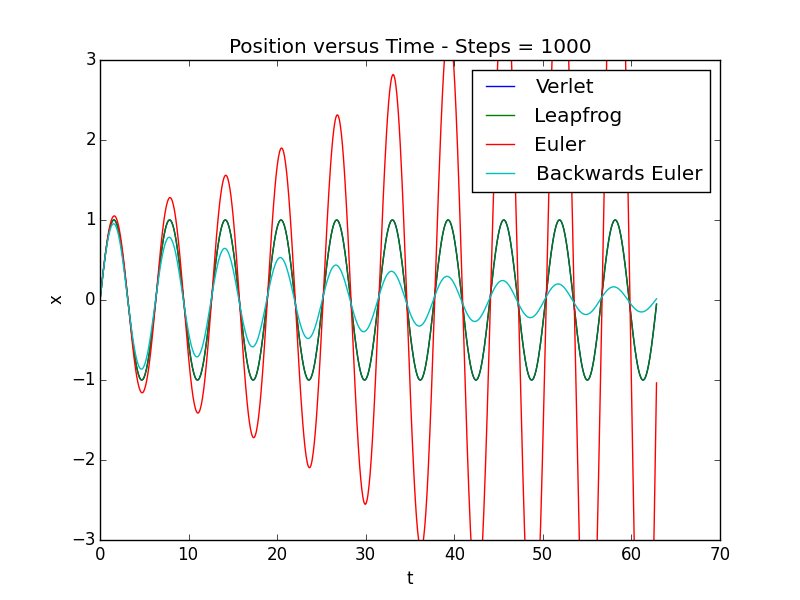 Position versus Time - Steps = 1000
Verlet
Leapfrog
Euler
Backwards Euler
3
2
1
0
−1
−2
−3
x
0 10 20 30 40 50 60 70
t